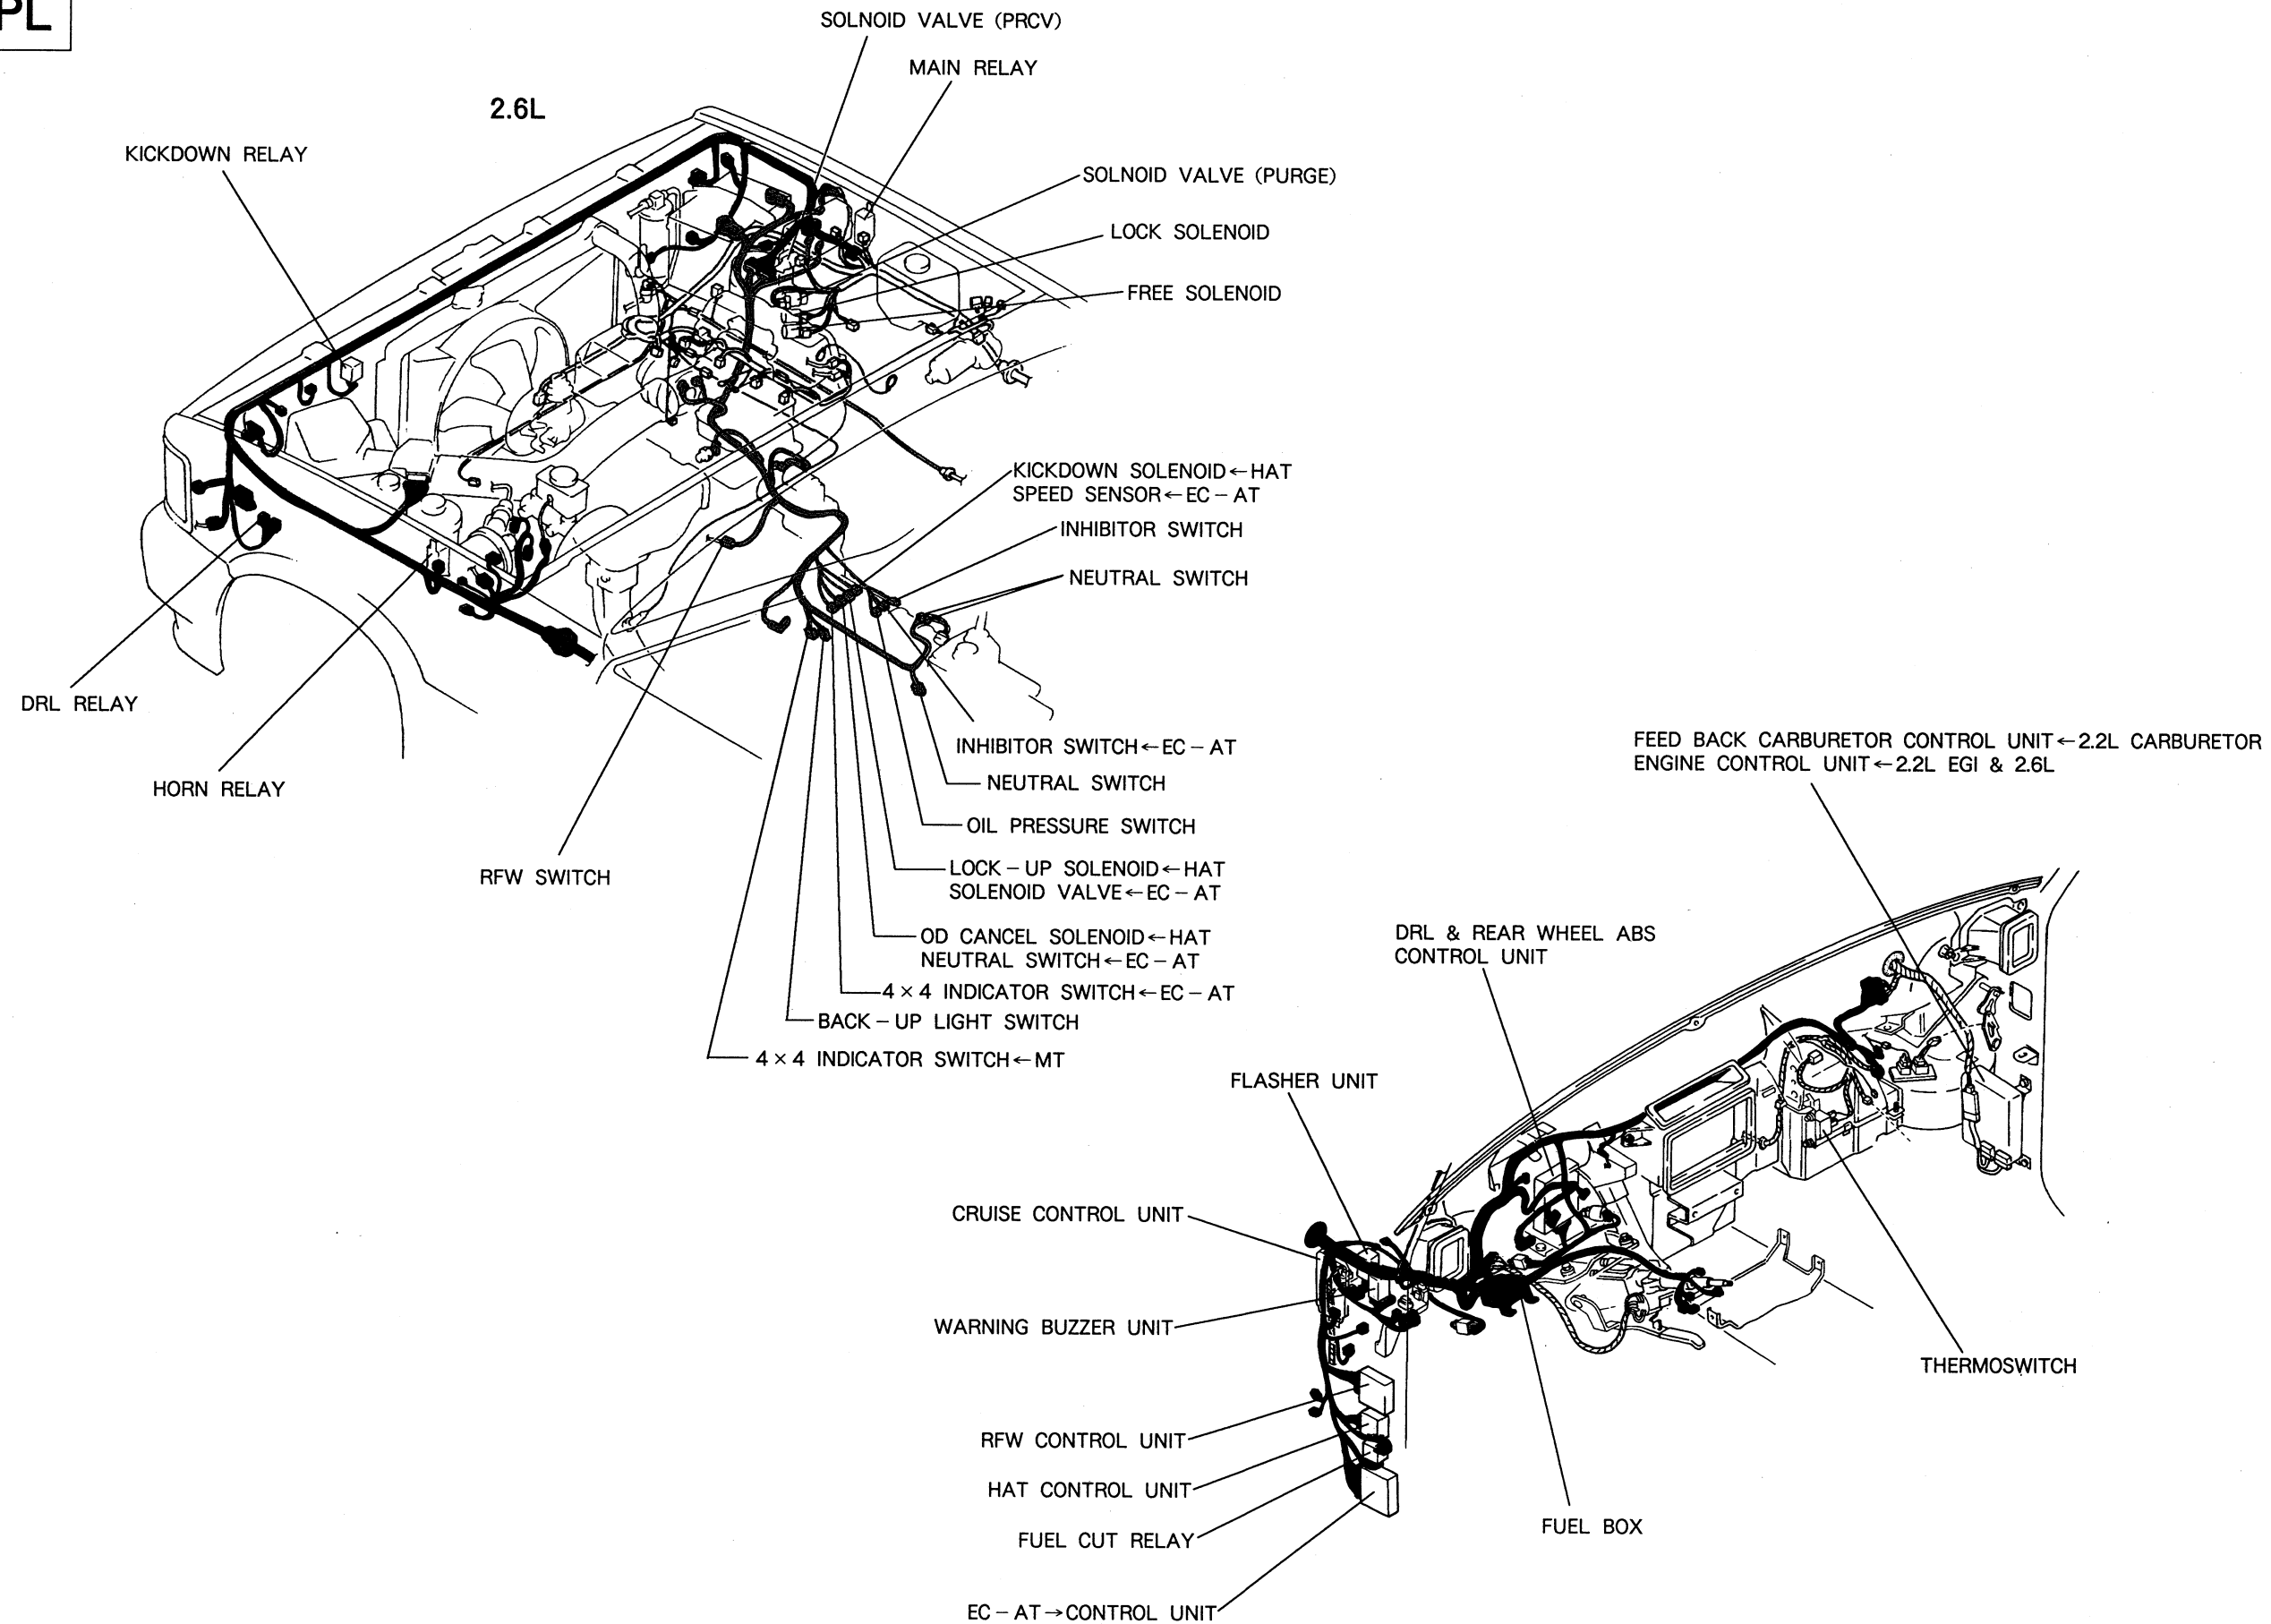 PL
SOLNOID VALVE (PRCV)
MAIN RELAY
2.6L
KICKDOWN RELAY
SOLNOID VALVE (PURGE)
LOCK SOLENOID
FREE SOLENOID
KICKDOWN SOLENOID←HAT
SPEED SENSOR←EC-AT
INHIBITOR SWITCH
NEUTRAL SWITCH
DRL RELAY
HORN RELAY
RFW SWITCH
INHIBITOR SWITCH←EC-AT
NEUTRAL SWITCH
OIL PRESSURE SWITCH
LOCK-UP SOLENOID←HAT
SOLENOID VALVE←EC-AT
OD CANCEL SOLENOID←HAT
NEUTRAL SWITCH←EC-AT
4×4 INDICATOR SWITCH←EC-AT
BACK-UP LIGHT SWITCH
4×4 INDICATOR SWITCH←MT
FEED BACK CARBURETOR CONTROL UNIT←2.2L CARBURETOR
ENGINE CONTROL UNIT←2.2L EGI & 2.6L
DRL & REAR WHEEL ABS
CONTROL UNIT
FLASHER UNIT
CRUISE CONTROL UNIT
WARNING BUZZER UNIT
THERMOSWITCH
RFW CONTROL UNIT
HAT CONTROL UNIT
FUEL CUT RELAY
FUEL BOX
EC-AT→CONTROL UNIT